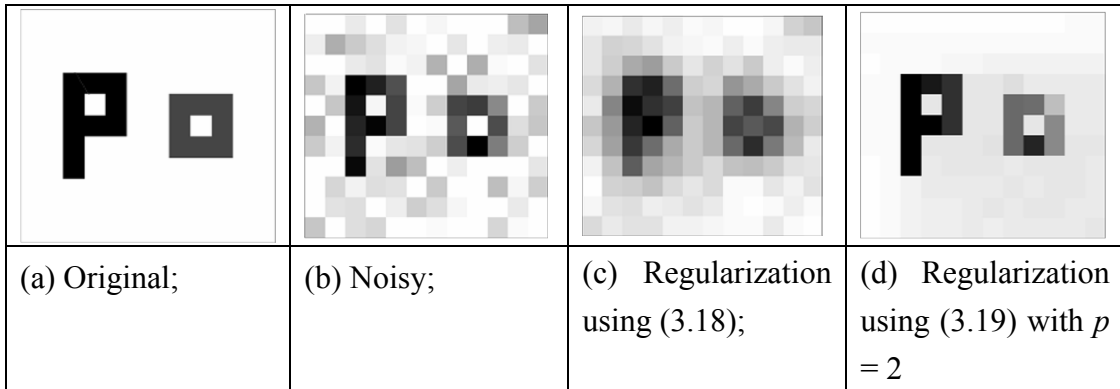 (a) Original;
(b) Noisy;
(c) Regularization
using (3.18);
(d) Regularization
using (3.19) with p
= 2